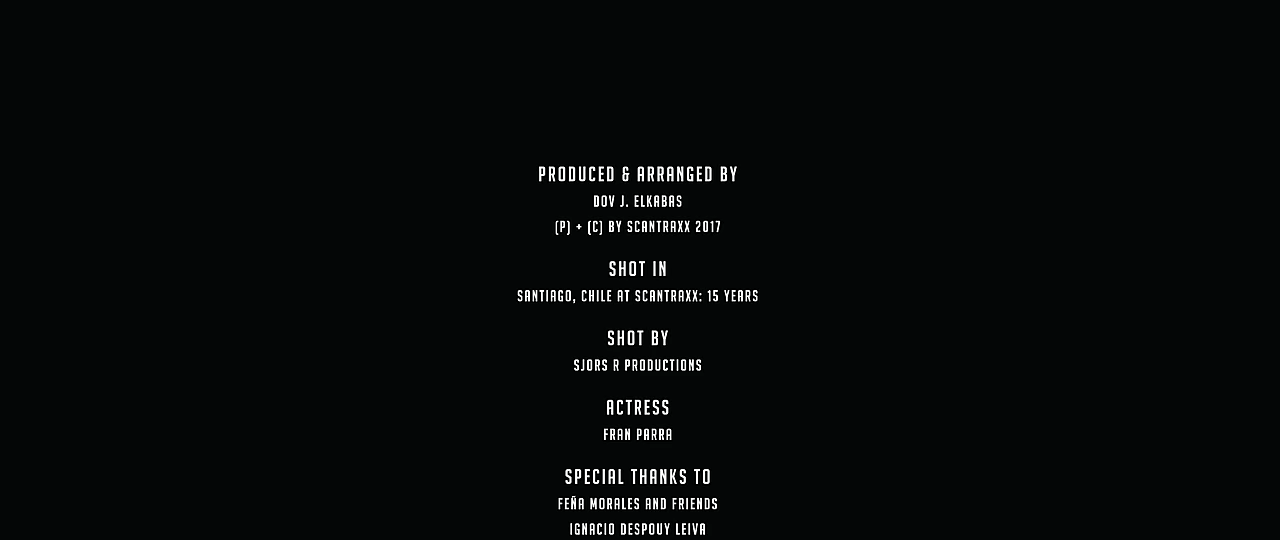 PRODUCED & ARRANGED BY
DOV J. ELKABAS
(P) + (C) BY SCANTRAXX 2017
SHOT IN
SANTIAGO, CHILE AT SCANTRAXX: 15 YEARS
SHOT BY
SJORS R PRODUCTIONS
ACTRESS
FRAN PARRA
SPECIAL THANKS TO
FEÑA MORALES AND FRIENDS
IGNACIO DESPOUY LEIVA